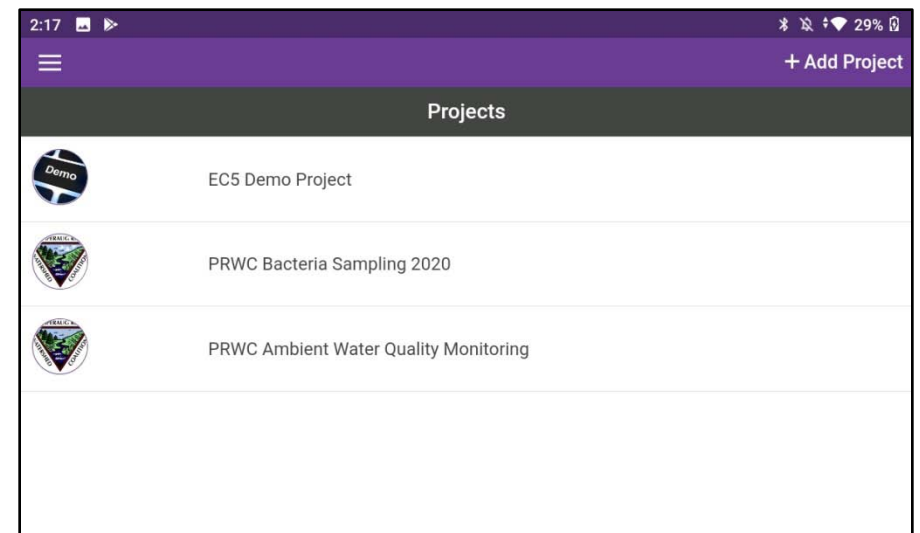 2:17 29%
+ Add Project
Projects
Demo
EC5 Demo Project
PRWC Bacteria Sampling 2020
PRWC Ambient Water Quality Monitoring